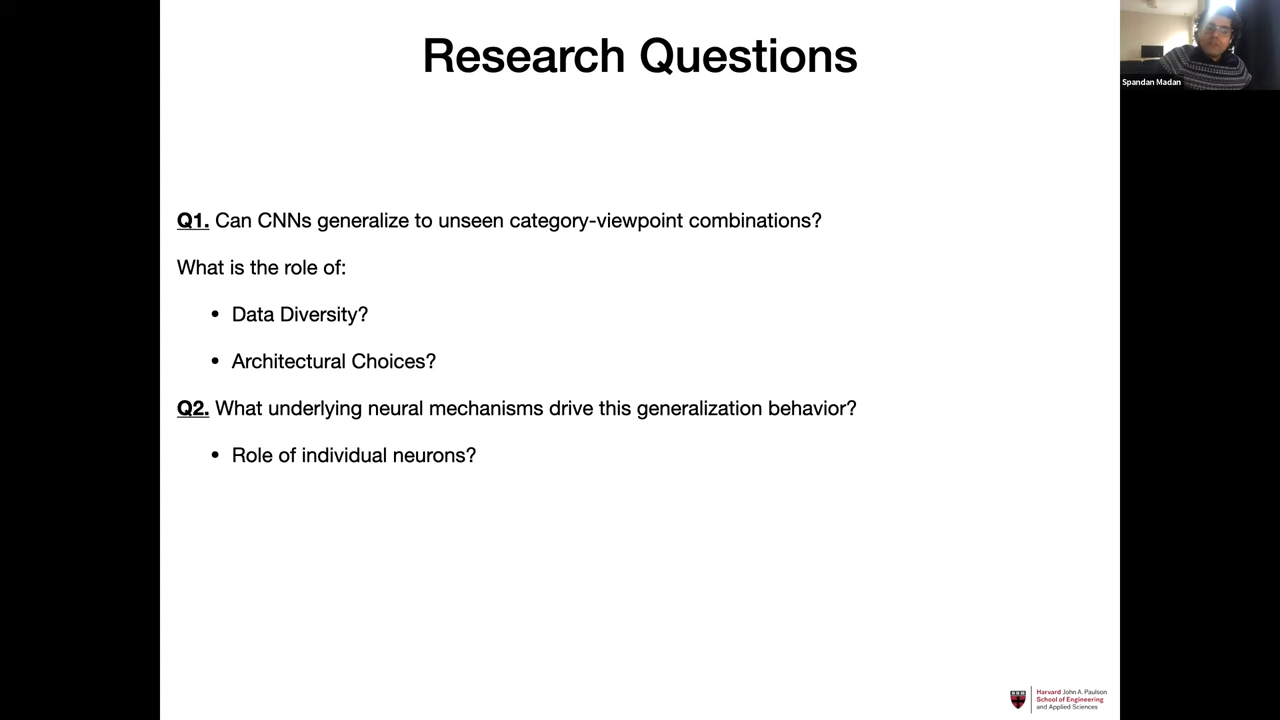 Research Questions
Spandan Madan
Q1. Can CNNs generalize to unseen category-viewpoint combinations?
What is the role of:
• Data Diversity?
• Architectural Choices?
Q2. What underlying neural mechanisms drive this generalization behavior?
• Role of individual neurons?
Harvard John A. Paulson
School of Engineering
and Applied Sciences